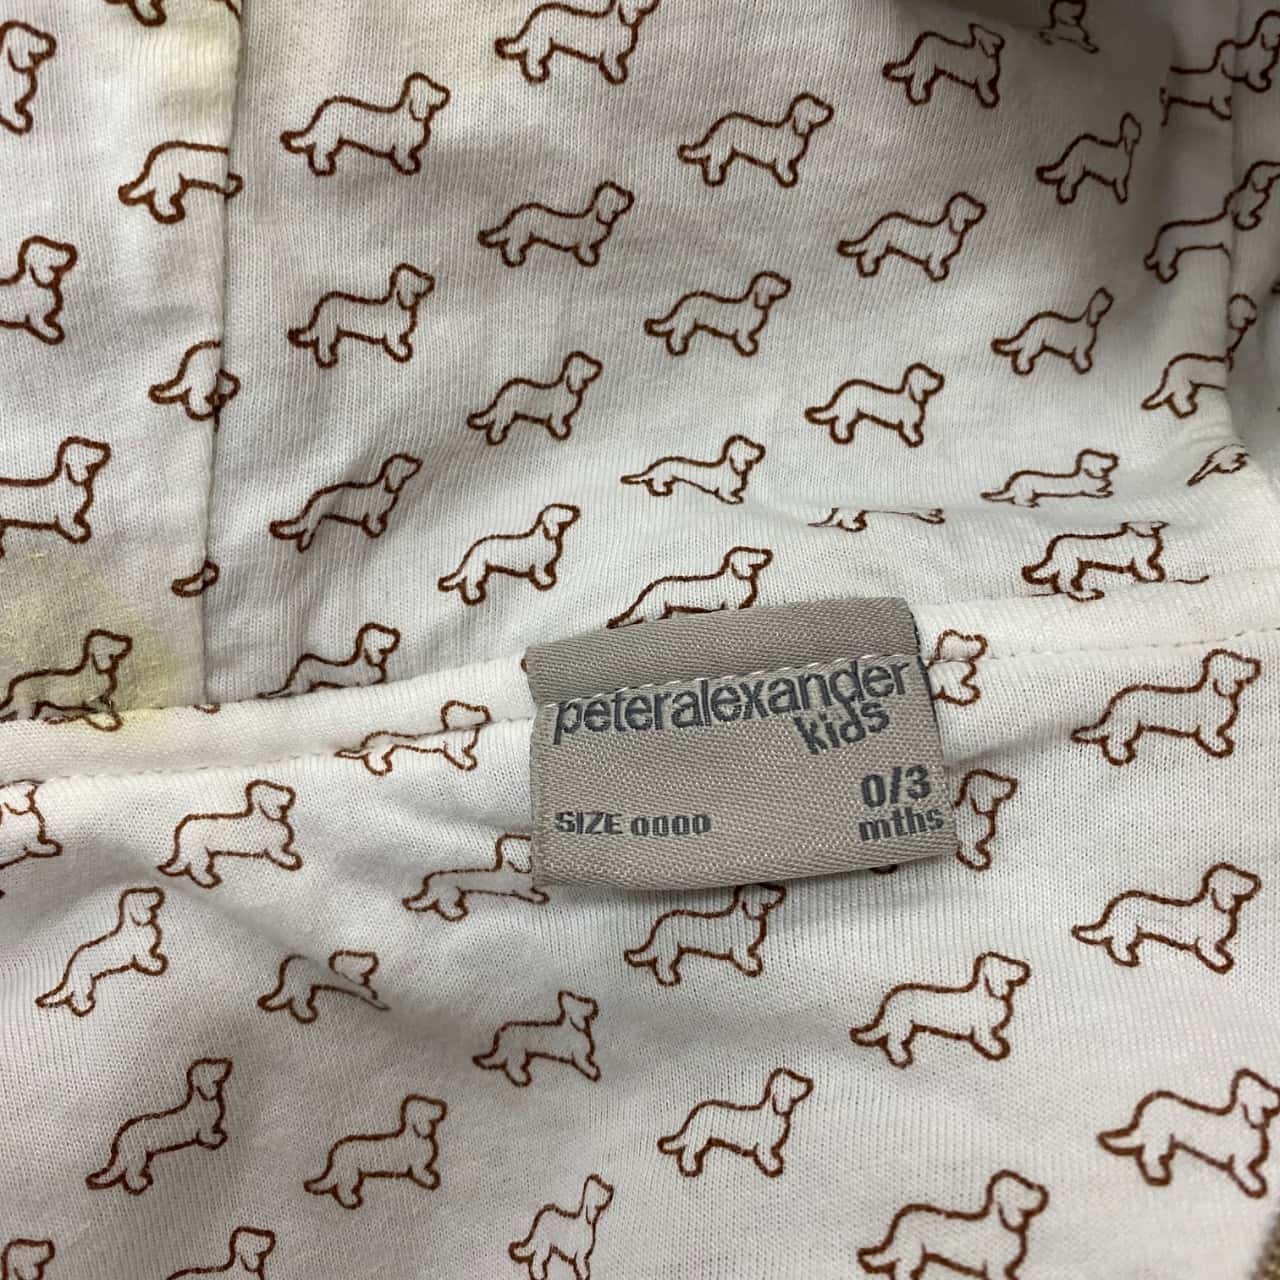 peteralexander
kids
0/3
SIZE 0000 mths